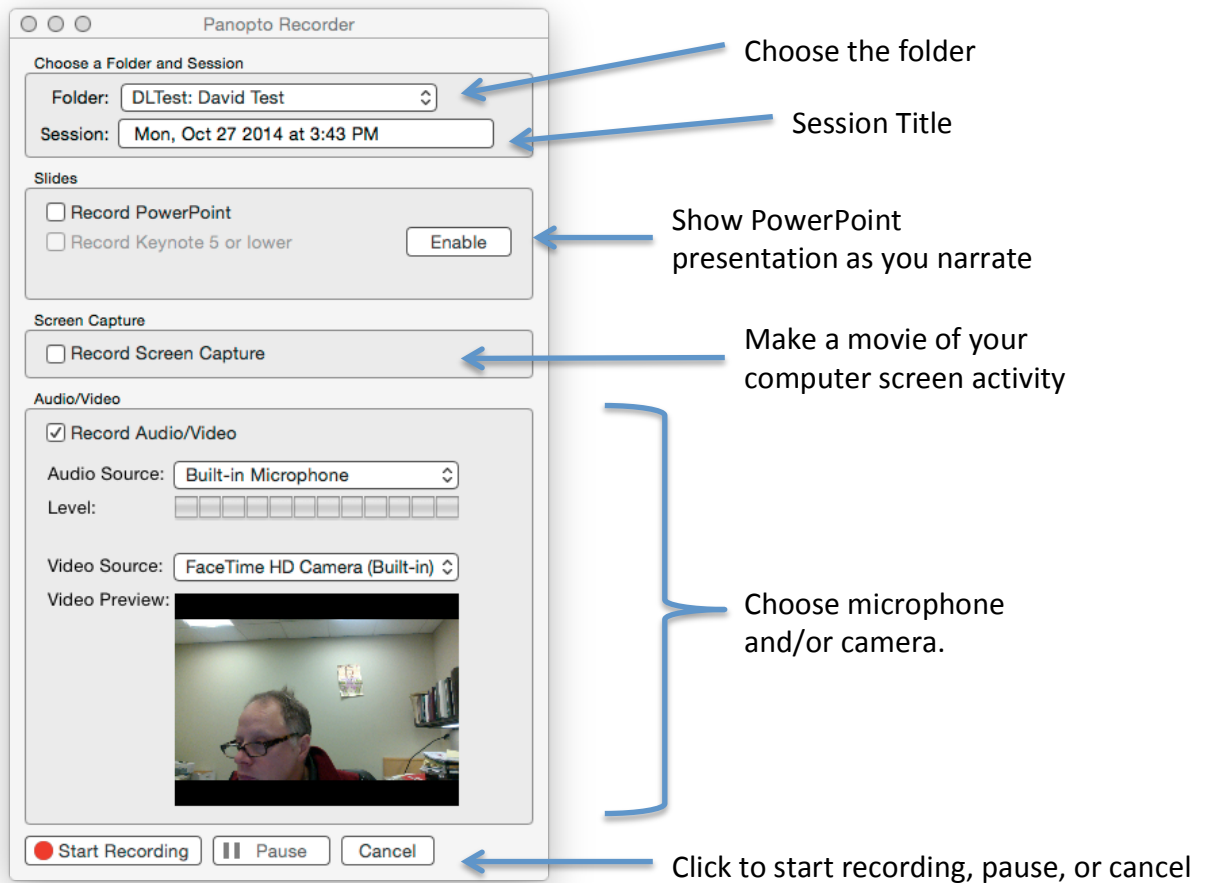 Panopto Recorder
Choose a Folder and Session
Folder: DLTest: David Test
Choose the folder
Session: Mon, Oct 27 2014 at 3:43 PM
Session Title
Slides
Record PowerPoint
Record Keynote 5 or lower
Enable
Show PowerPoint
presentation as you narrate
Screen Capture
Record Screen Capture
Make a movie of your
computer screen activity
Audio/Video
Record Audio/Video
Audio Source: Built-in Microphone
Level:
Video Source: FaceTime HD Camera (Built-in)
Video Preview:
Choose microphone
and/or camera.
Start Recording
Pause
Cancel
Click to start recording, pause, or cancel